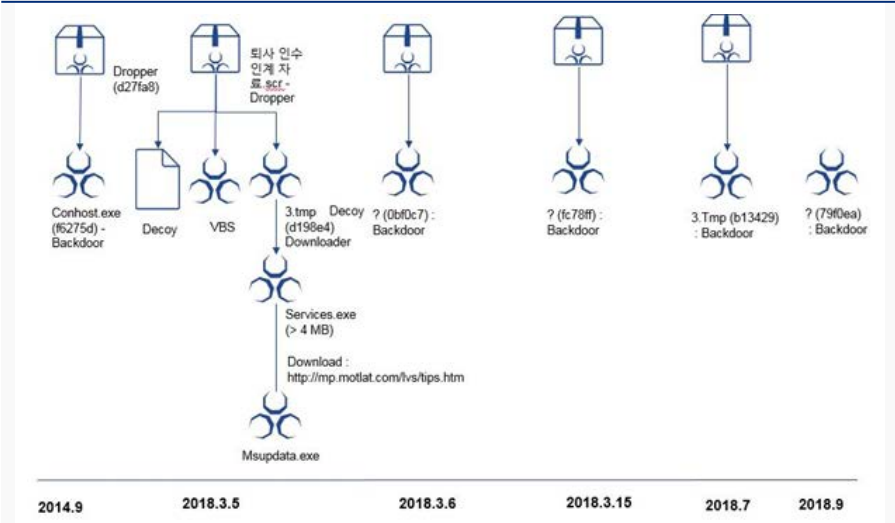 Dropper
(d27fa8)
퇴사 인수
인계 자
료.scr -
Dropper
Conhost.exe
(f6275d) -
Backdoor
Decoy
VBS
3.tmp Decoy
(d198e4)
Downloader
? (0bf0c7) :
Backdoor
? (fc78ff) :
Backdoor
3.Tmp (b13429)
: Backdoor
? (79f0ea)
: Backdoor
Services.exe
(> 4 MB)
Download :
http://mp.motlat.com/lvs/tips.htm
Msupdata.exe
2014.9
2018.3.5
2018.3.6
2018.3.15
2018.7
2018.9